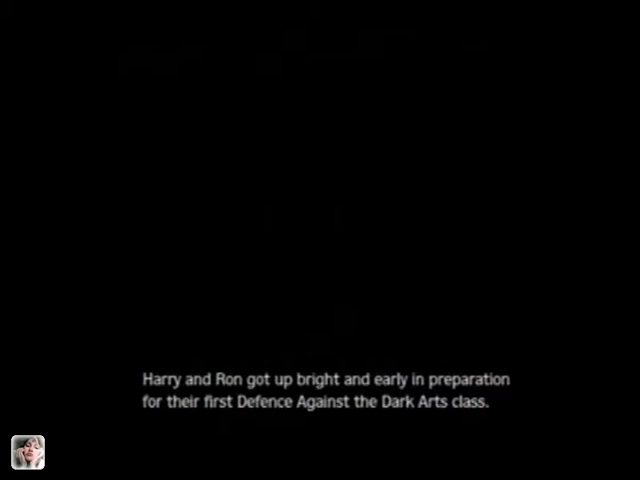 Harry and Ron got up bright and early in preparation
for their first Defence Against the Dark Arts class.